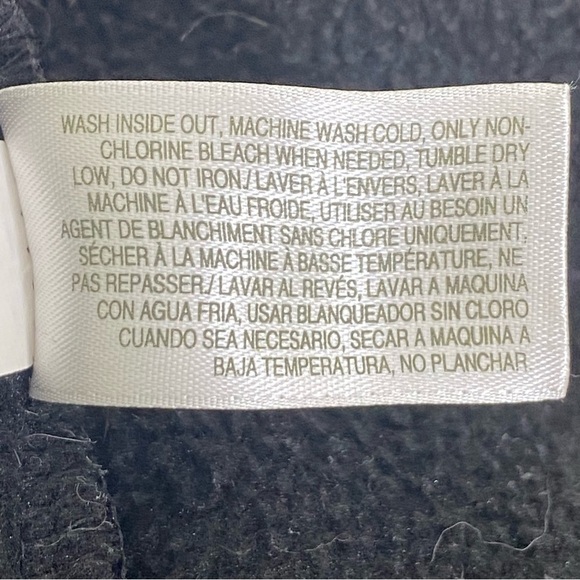 WASH INSIDE OUT, MACHINE WASH COLD, ONLY NON-
CHLORINE BLEACH WHEN NEEDED, TUMBLE DRY
LOW, DO NOT IRON./ LAVER À L'ENVERS, LAVER À LA
MACHINE À L'EAU FROIDE, UTILISER AU BESOIN UN
AGENT DE BLANCHIMENT SANS CHLORE UNIQUEMENT,
SÉCHER À LA MACHINE À BASSE TEMPÉRATURE, NE
PAS REPASSER./ LAVAR AL REVÉS, LAVAR A MAQUINA
CON AGUA FRIA, USAR BLANQUEADOR SIN CLORO
CUANDO SEA NECESARIO, SECAR A MAQUINA A
BAJA TEMPERATURA, NO PLANCHAR